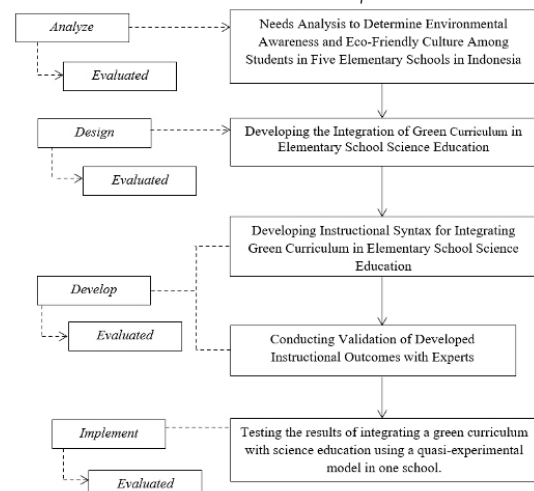 Analyze
Needs Analysis to Determine Environmental
Awareness and Eco-Friendly Culture Among
Students in Five Elementary Schools in Indonesia
Evaluated
Design
Developing the Integration of Green Curriculum in
Elementary School Science Education
Evaluated
Developing Instructional Syntax for Integrating
Green Curriculum in Elementary School Science
Education
Develop
Evaluated
Conducting Validation of Developed
Instructional Outcomes with Experts
Implement
Testing the results of integrating a green curriculum
with science education using a quasi-experimental
model in one school.
Evaluated